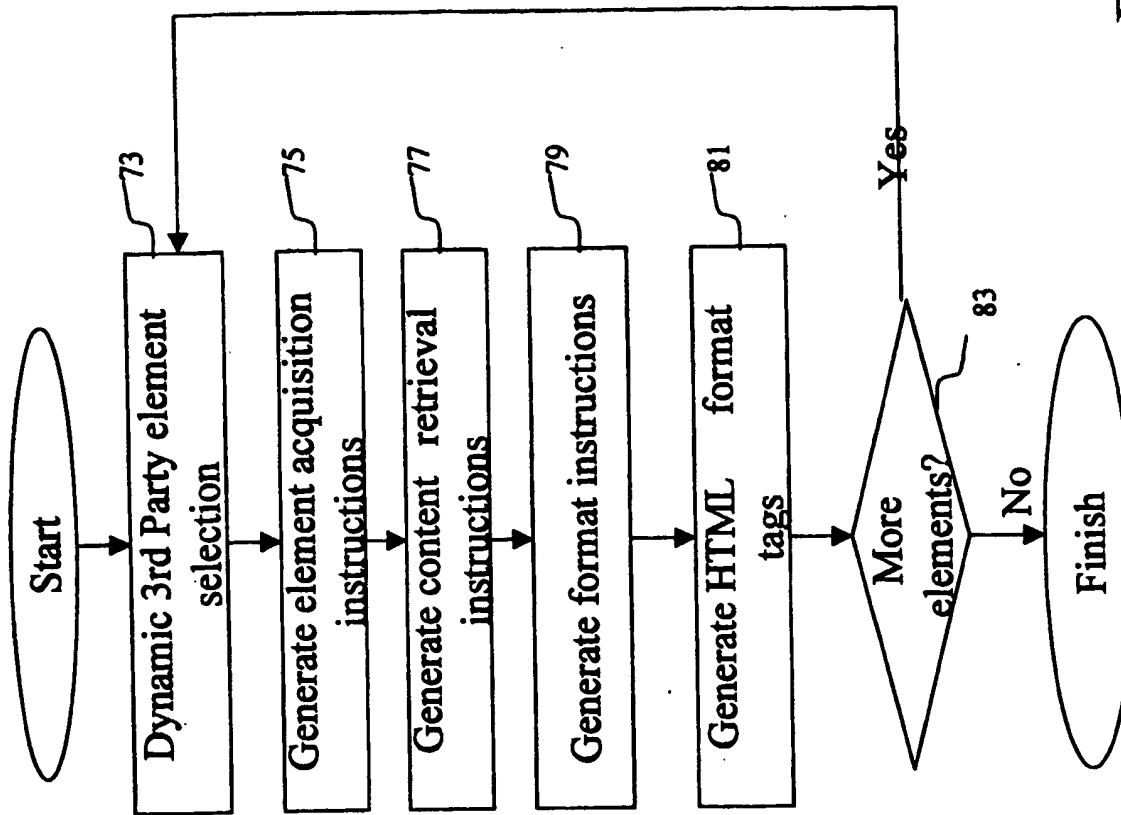 Start
Dynamic 3rd Party element
selection
73
Generate element acquisition
instructions
75
Generate content retrieval
instructions
77
Generate format instructions
79
Generate HTML format
tags
81
More
elements?
83
Yes
No
Finish